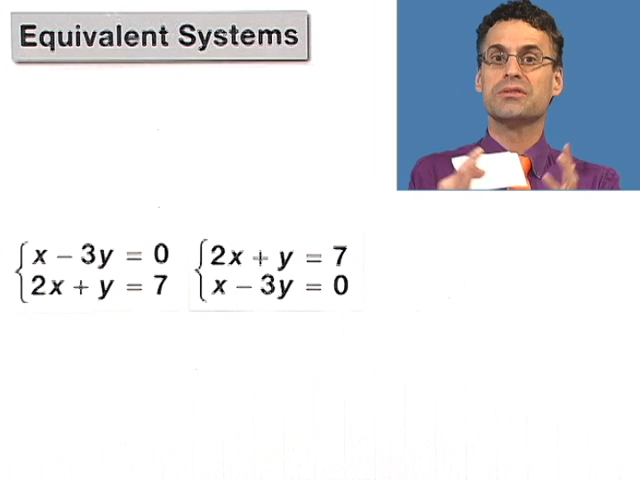 Equivalent Systems
x − 3y = 0
2x + y = 7
2x + y = 7
x − 3y = 0